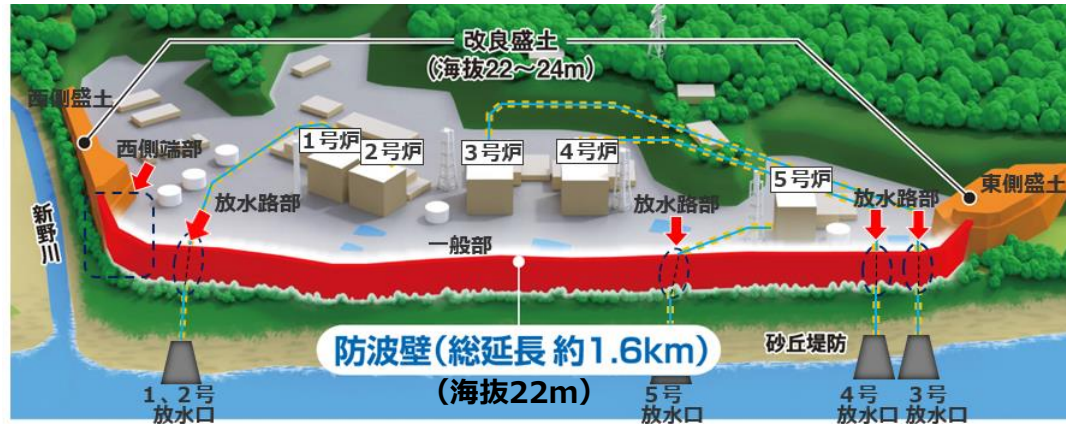 改良盛土
（海抜22～24m）
西側盛土
西側端部
1号炉
2号炉
3号炉
4号炉
5号炉
東側盛土
新野川
放水路部
放水路部
放水路部
一般部
防波壁（総延長 約1.6km）
（海抜22m）
砂丘堤防
1、2号
放水口
5号
放水口
4号
放水口
3号
放水口